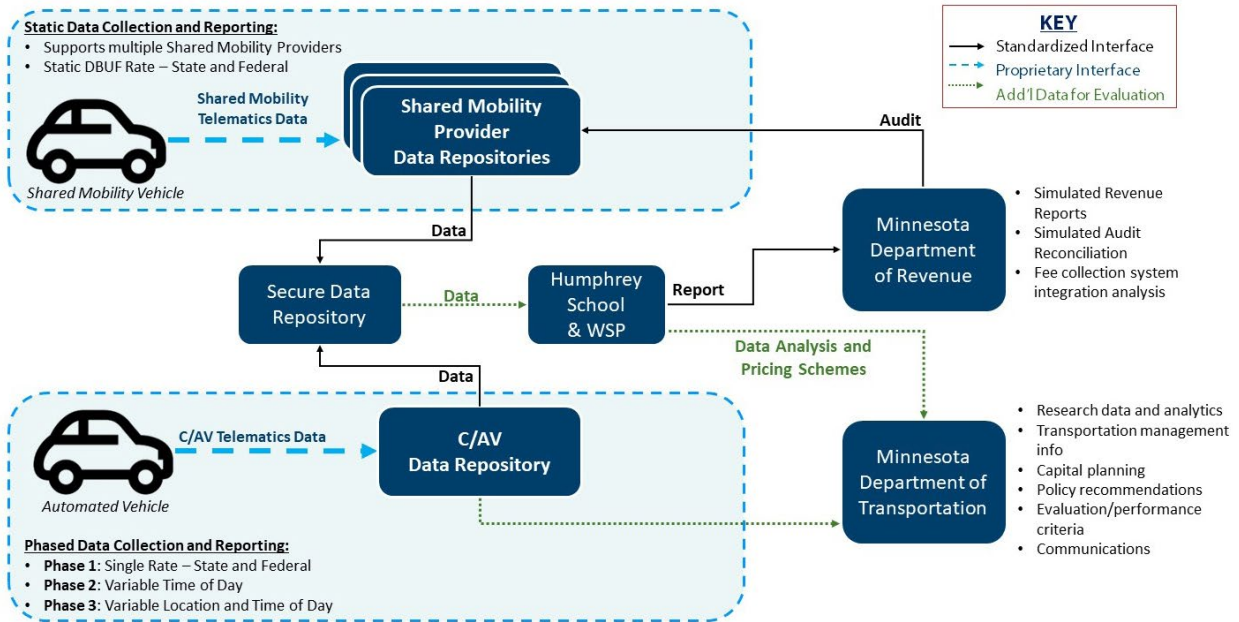 Static Data Collection and Reporting:
• Supports multiple Shared Mobility Providers
• Static DBUF Rate – State and Federal
Shared Mobility
Telematics Data
Shared Mobility Vehicle
Shared Mobility
Provider
Data Repositories
KEY
Standardized Interface
Proprietary Interface
Add'l Data for Evaluation
Audit
Data
Secure Data
Repository
Data
Humphrey
School
& WSP
Report
Minnesota
Department
of Revenue
• Simulated Revenue
Reports
• Simulated Audit
Reconciliation
• Fee collection system
integration analysis
Data Analysis and
Pricing Schemes
Data
C/AV Telematics Data
Automated Vehicle
C/AV
Data Repository
Minnesota
Department of
Transportation
• Research data and analytics
• Transportation management
info
• Capital planning
• Policy recommendations
• Evaluation/performance
criteria
• Communications
Phased Data Collection and Reporting:
• Phase 1: Single Rate – State and Federal
• Phase 2: Variable Time of Day
• Phase 3: Variable Location and Time of Day